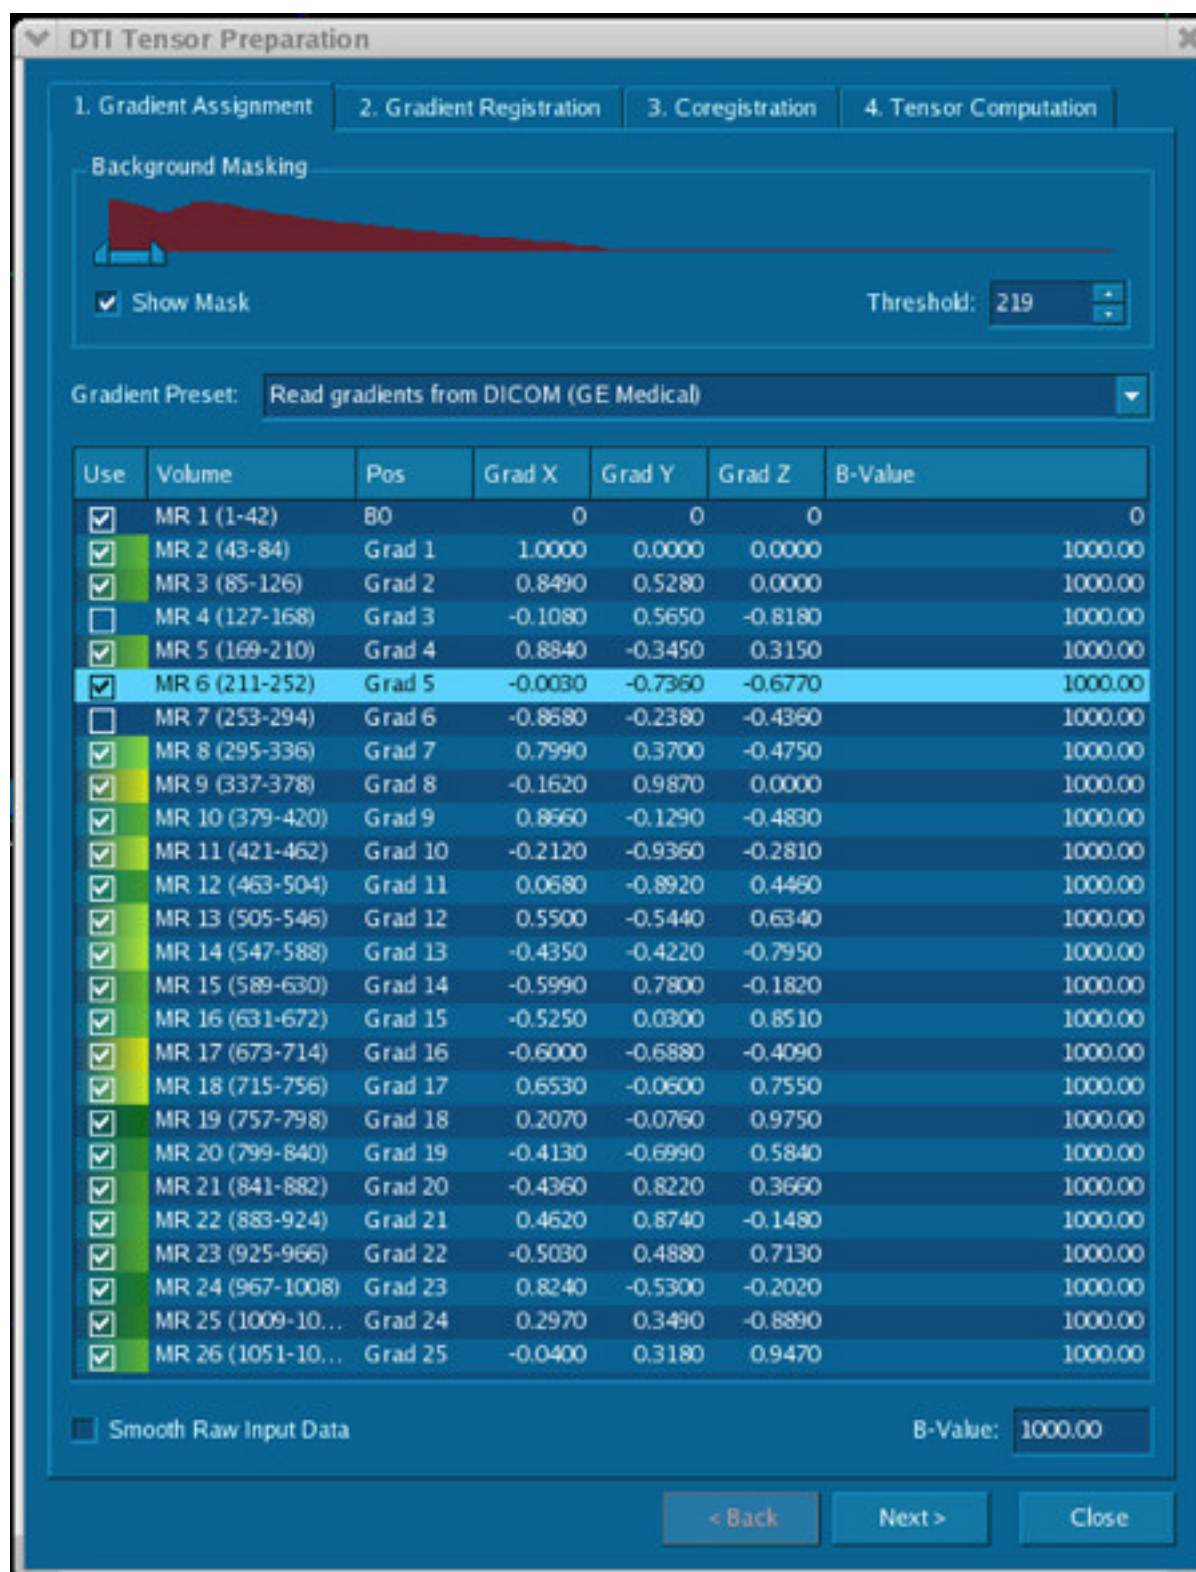 DTI Tensor Preparation
1. Gradient Assignment 2. Gradient Registration 3. Coregistration 4. Tensor Computation
Background Masking
Show Mask Threshold: 219
Gradient Preset: Read gradients from DICOM (GE Medical)
Use Volume Pos Grad X Grad Y Grad Z B-Value
MR 1 (1-42) B0 0 0 0 0
MR 2 (43-84) Grad 1 1.0000 0.0000 0.0000 1000.00
MR 3 (85-126) Grad 2 0.8490 0.5280 0.0000 1000.00
MR 4 (127-168) Grad 3 -0.1080 0.5650 -0.8180 1000.00
MR 5 (169-210) Grad 4 0.8840 -0.3450 0.3150 1000.00
MR 6 (211-252) Grad 5 -0.0030 -0.7360 -0.6770 1000.00
MR 7 (253-294) Grad 6 -0.8680 -0.2380 -0.4360 1000.00
MR 8 (295-336) Grad 7 0.7990 0.3700 -0.4750 1000.00
MR 9 (337-378) Grad 8 -0.1620 0.9870 0.0000 1000.00
MR 10 (379-420) Grad 9 0.8660 -0.1290 -0.4830 1000.00
MR 11 (421-462) Grad 10 -0.2120 -0.9360 -0.2810 1000.00
MR 12 (463-504) Grad 11 0.0680 -0.8920 0.4460 1000.00
MR 13 (505-546) Grad 12 0.5500 -0.5440 0.6340 1000.00
MR 14 (547-588) Grad 13 -0.4350 -0.4220 -0.7950 1000.00
MR 15 (589-630) Grad 14 -0.5990 0.7800 -0.1820 1000.00
MR 16 (631-672) Grad 15 -0.5250 0.0300 0.8510 1000.00
MR 17 (673-714) Grad 16 -0.6000 -0.6880 -0.4090 1000.00
MR 18 (715-756) Grad 17 0.6530 -0.0600 0.7550 1000.00
MR 19 (757-798) Grad 18 0.2070 -0.0760 0.9750 1000.00
MR 20 (799-840) Grad 19 -0.4130 -0.6990 0.5840 1000.00
MR 21 (841-882) Grad 20 -0.4360 0.8220 0.3660 1000.00
MR 22 (883-924) Grad 21 0.4620 0.8740 -0.1480 1000.00
MR 23 (925-966) Grad 22 -0.5030 0.4880 0.7130 1000.00
MR 24 (967-1008) Grad 23 0.8240 -0.5300 -0.2020 1000.00
MR 25 (1009-10... Grad 24 0.2970 0.3490 -0.8890 1000.00
MR 26 (1051-10... Grad 25 -0.0400 0.3180 0.9470 1000.00
Smooth Raw Input Data B-Value: 1000.00
< Back Next > Close